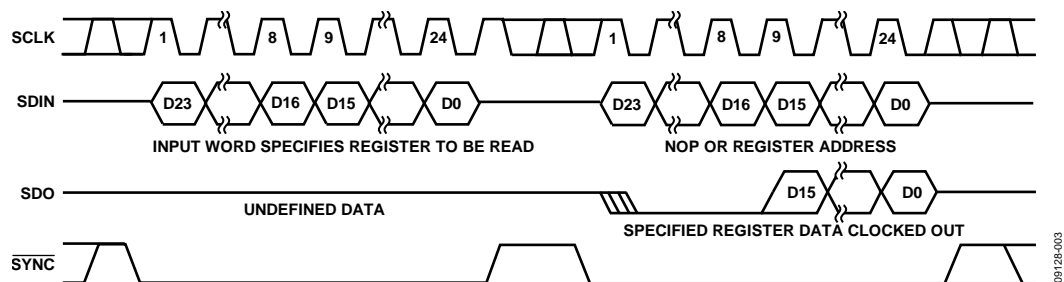 SCLK 1 8 9 24 1 8 9 24
SDIN D23 D16 D15 D0 D23 D16 D15 D0
INPUT WORD SPECIFIES REGISTER TO BE READ NOP OR REGISTER ADDRESS
SDO D15 D0
UNDEFINED DATA SPECIFIED REGISTER DATA CLOCKED OUT
SYNC
09128-003